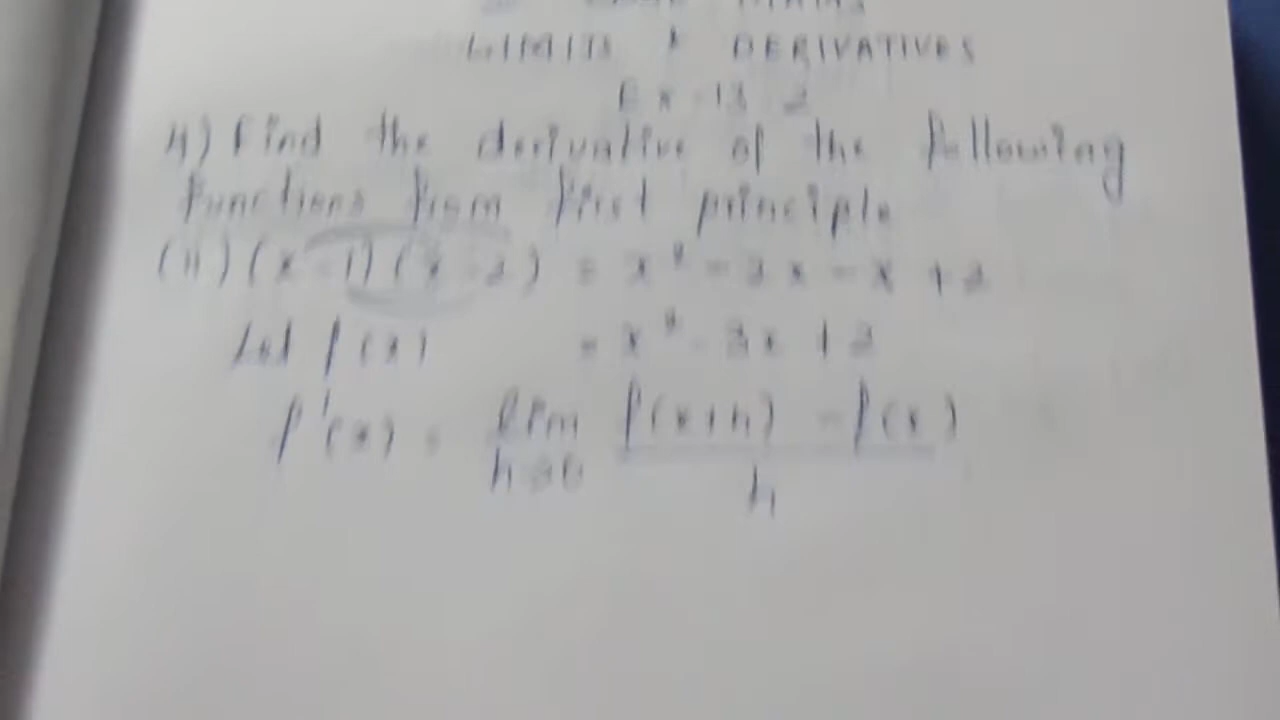 MATHS
LIMITS & DERIVATIVES
Ex-13.2
4) Find the derivative of the following
functions from first principle
(ii) (x-1)(x-2) = x² - 2x - x + 2
Let f(x) = x² - 3x + 2
f'(x) = lim f(x+h) - f(x)
h→0 h